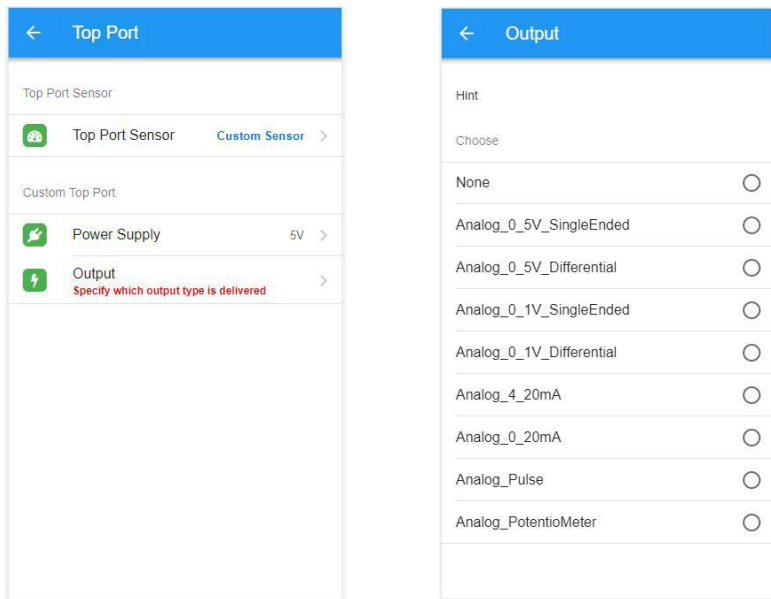 Top Port
Top Port Sensor
Top Port Sensor Custom Sensor
Custom Top Port
Power Supply 5V
Output
Specify which output type is delivered
Output
Hint
Choose
None
Analog_0_5V_SingleEnded
Analog_0_5V_Differential
Analog_0_1V_SingleEnded
Analog_0_1V_Differential
Analog_4_20mA
Analog_0_20mA
Analog_Pulse
Analog_PotentioMeter